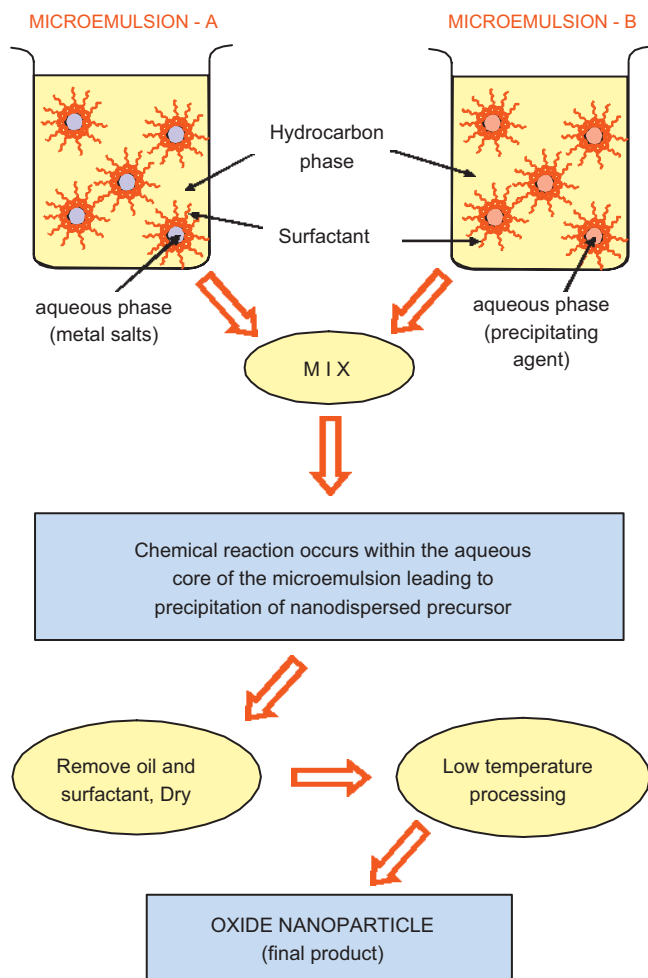 MICROEMULSION - A
MICROEMULSION - B
Hydrocarbon
phase
Surfactant
aqueous phase
(metal salts)
aqueous phase
(precipitating
agent)
M I X
Chemical reaction occurs within the aqueous
core of the microemulsion leading to
precipitation of nanodispersed precursor
Remove oil and
surfactant, Dry
Low temperature
processing
OXIDE NANOPARTICLE
(final product)